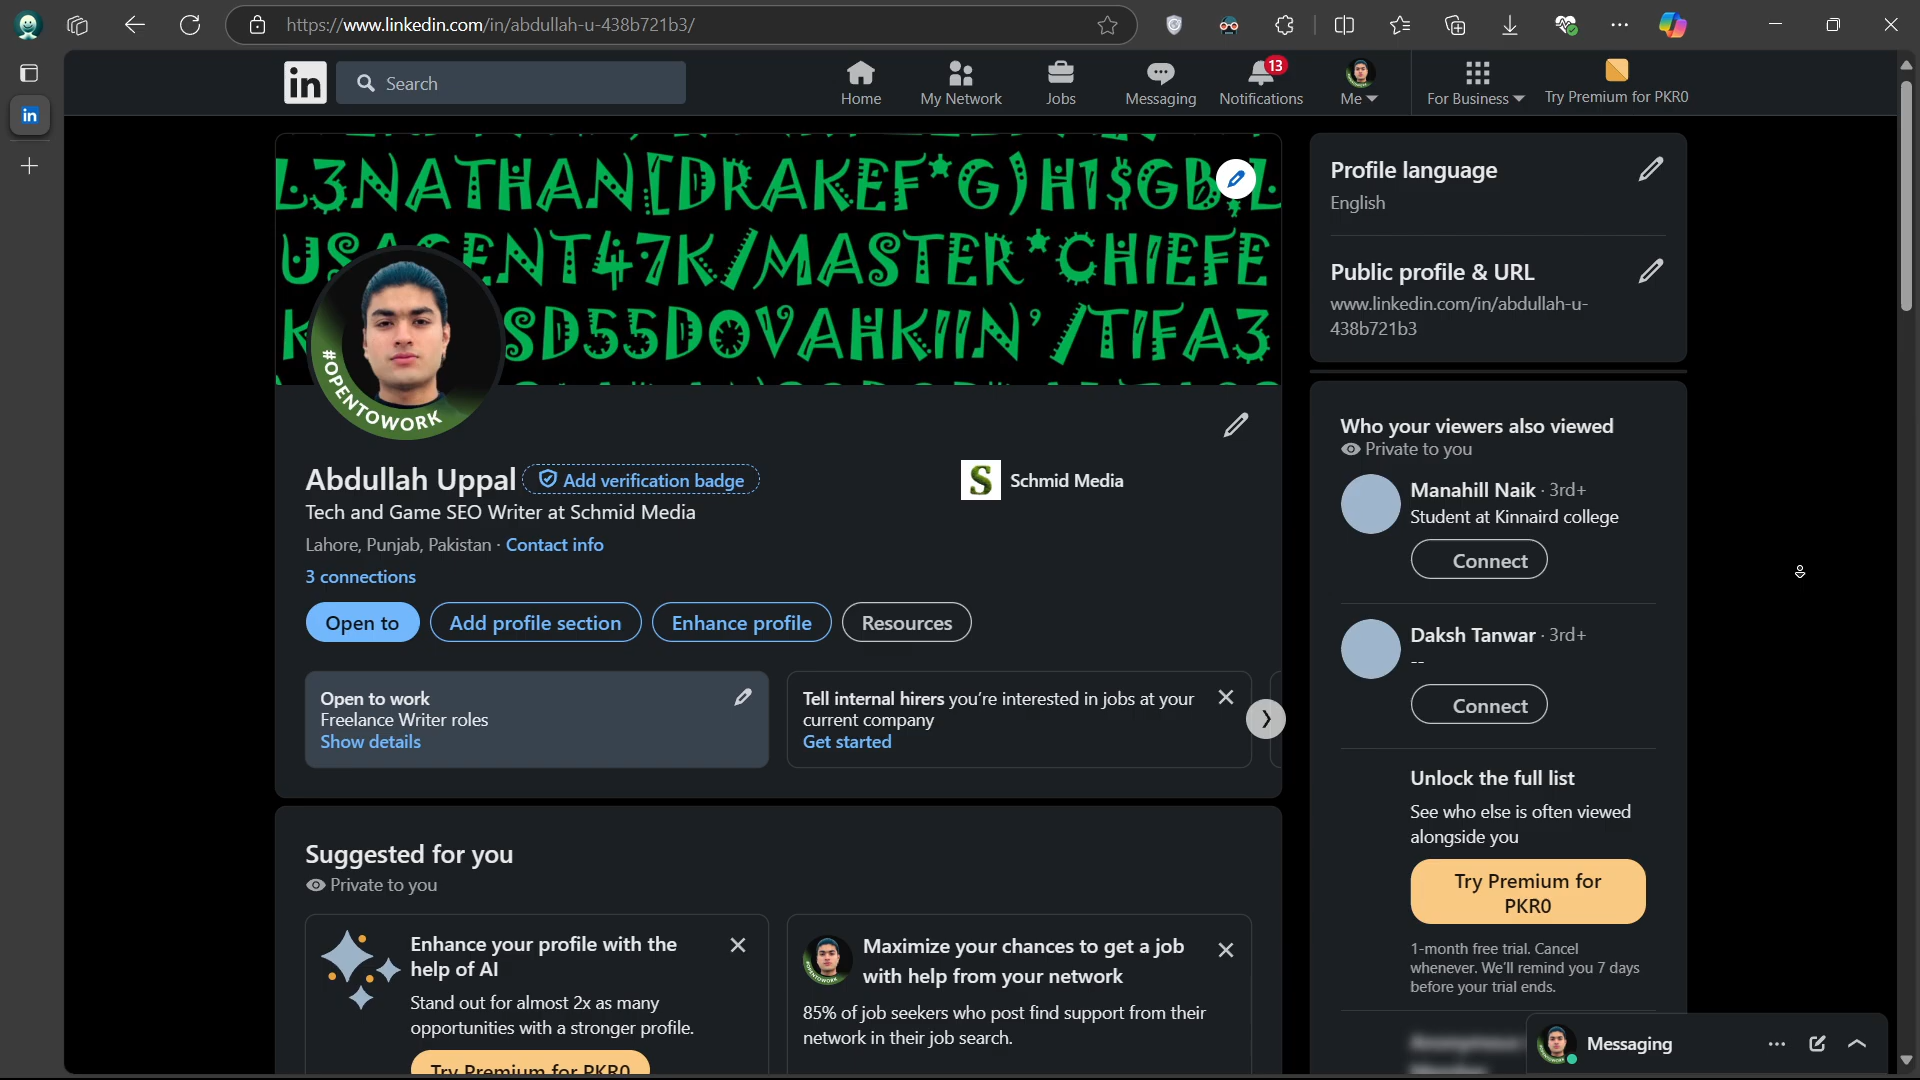 https://www.linkedin.com/in/abdullah-u-438b721b3/
in
in
Search
Home
My Network
Jobs
Messaging
13
Notifications
Me
For Business
Try Premium for PKR0
L3NATHAN[DRAKEF*G)H1$GB
L
US
ENT47K/MASTER*CHIEFE
K
SD55DOVAHKIIN'/TIFA3
#OPENTOWORK
Abdullah Uppal
Add verification badge
Tech and Game SEO Writer at Schmid Media
Lahore, Punjab, Pakistan · Contact info
3 connections
S Schmid Media
Open to
Add profile section
Enhance profile
Resources
Open to work
Freelance Writer roles
Show details
Tell internal hirers you're interested in jobs at your
current company
Get started
Suggested for you
Private to you
Enhance your profile with the
help of AI
Stand out for almost 2x as many
opportunities with a stronger profile.
Try Premium for PKR0
Maximize your chances to get a job
with help from your network
85% of job seekers who post find support from their
network in their job search.
Profile language
English
Public profile & URL
www.linkedin.com/in/abdullah-u-
438b721b3
Who your viewers also viewed
Private to you
Manahill Naik · 3rd+
Student at Kinnaird college
Connect
Daksh Tanwar · 3rd+
--
Connect
Unlock the full list
See who else is often viewed
alongside you
Try Premium for
PKR0
1-month free trial. Cancel
whenever. We'll remind you 7 days
before your trial ends.
Messaging